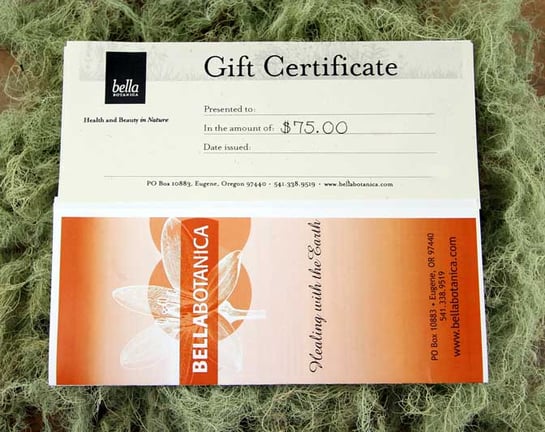 bella
BOTANICA
Gift Certificate
Health and Beauty in Nature
Presented to:
In the amount of: $75.00
Date issued:
PO Box 10883, Eugene, Oregon 97440 • 541.338.9519 • www.bellabotanica.com
BELLABOTANICA
Healing with the Earth
PO Box 10883 • Eugene, OR 97440
541.338.9519
www.bellabotanica.com